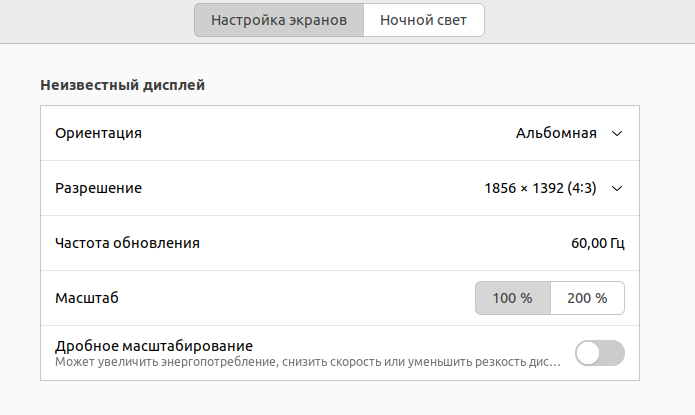 Настройка экранов Ночной свет
Неизвестный дисплей
Ориентация Альбомная
Разрешение 1856 × 1392 (4∶3)
Частота обновления 60,00 Гц
Масштаб 100 % 200 %
Дробное масштабирование
Может увеличить энергопотребление, снизить скорость или уменьшить резкость дис…